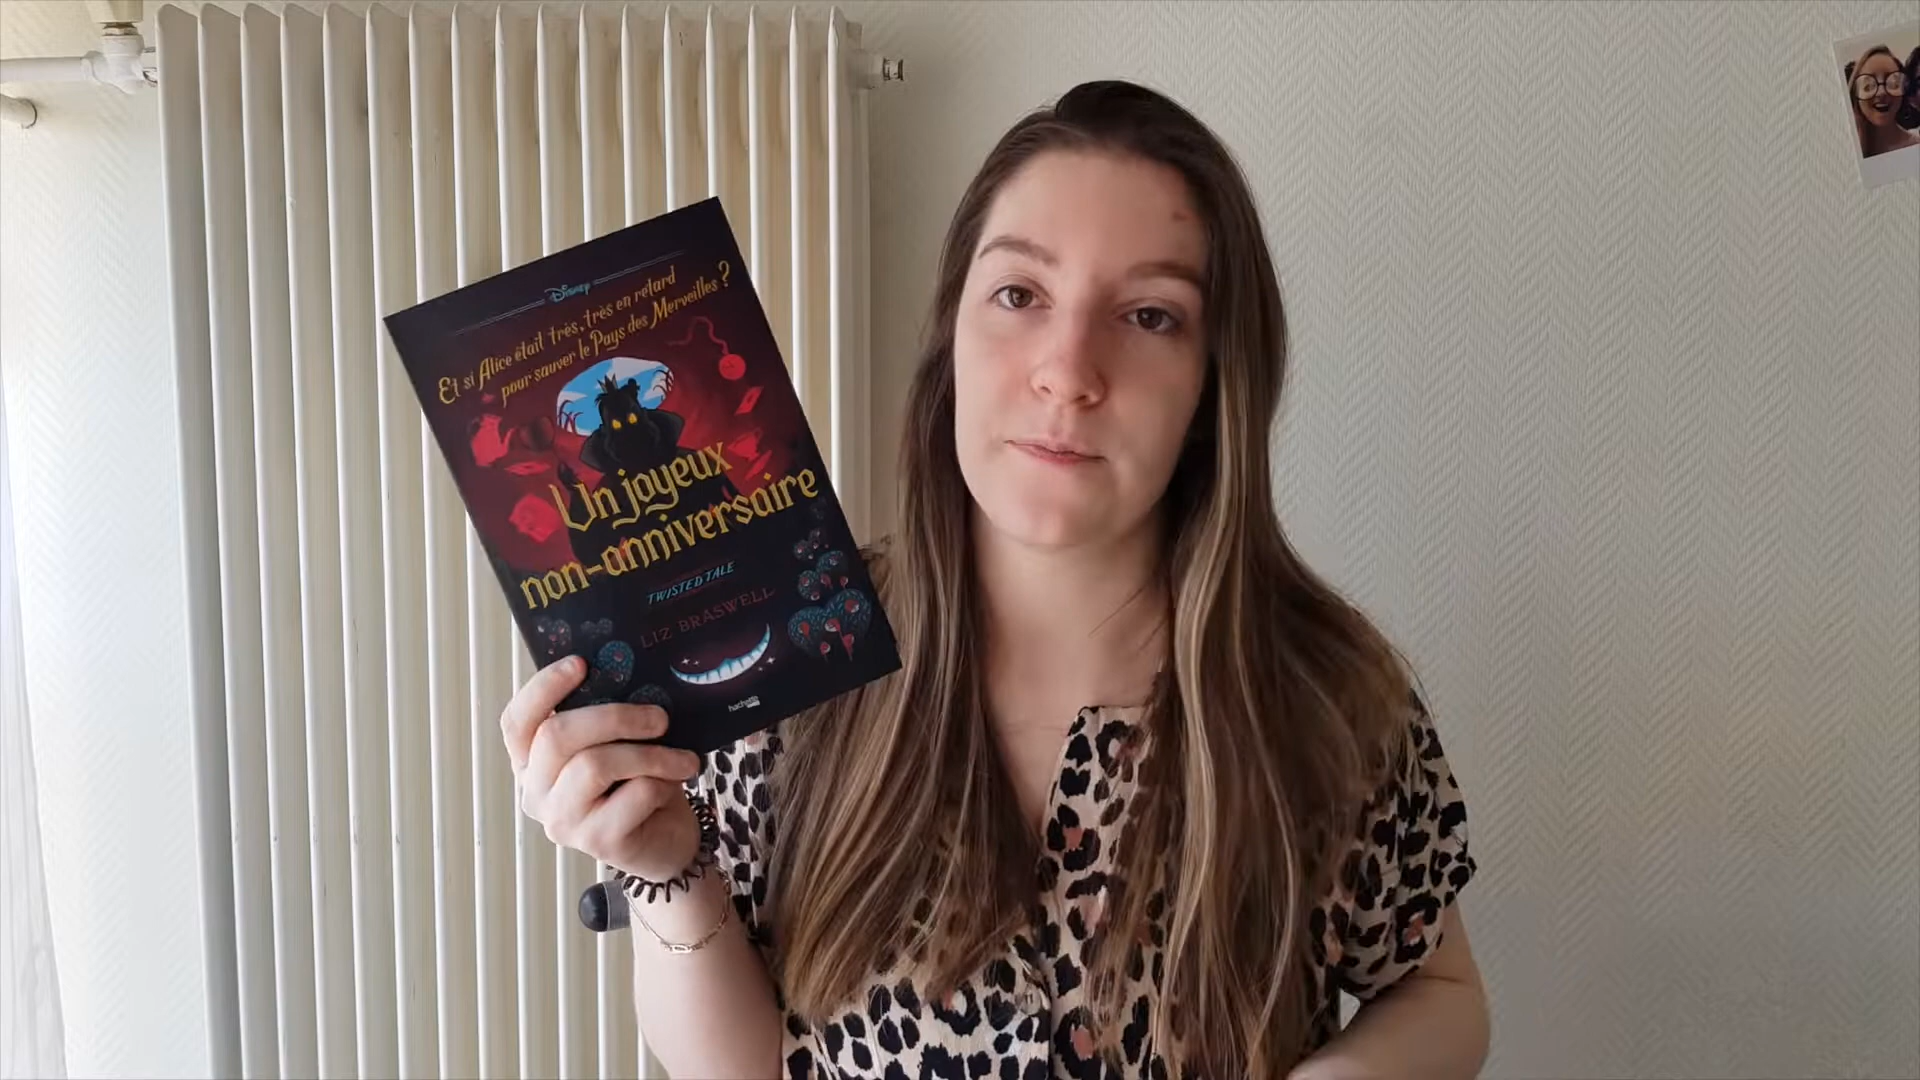 Disney
Et si Alice était très, très en retard
pour sauver le Pays des Merveilles ?
Un joyeux
non-anniversaire
TWISTED TALE
LIZ BRASWELL
hachette